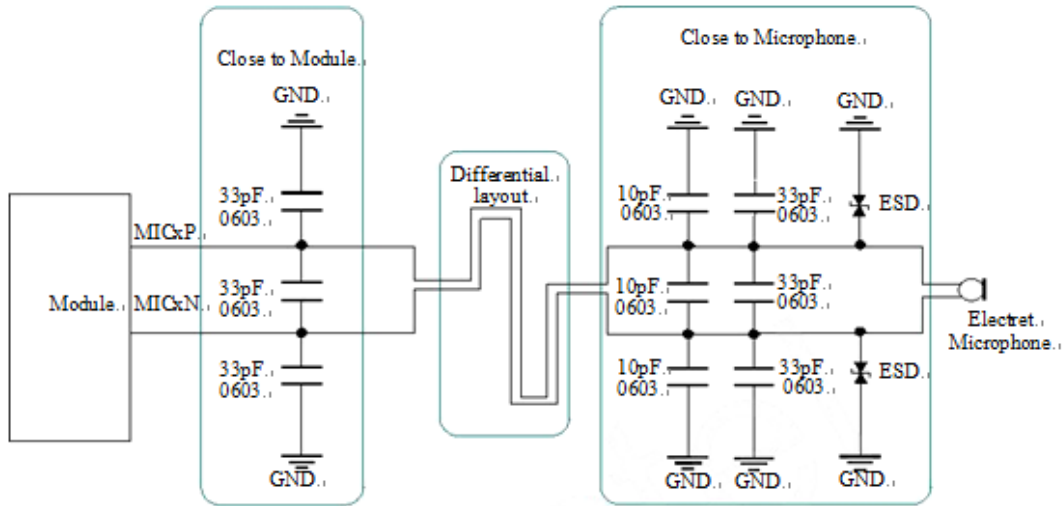 Close to Module.
GND.
33pF.
0603.
MICxP.
33pF.
0603.
MICxN.
Module.
33pF.
0603.
GND.
Differential.
layout.
Close to Microphone.
GND.
GND.
GND.
10pF.
0603.
33pF.
0603.
ESD.
10pF.
0603.
33pF.
0603.
10pF.
0603.
33pF.
0603.
ESD.
GND.
GND.
GND.
Electret.
Microphone.